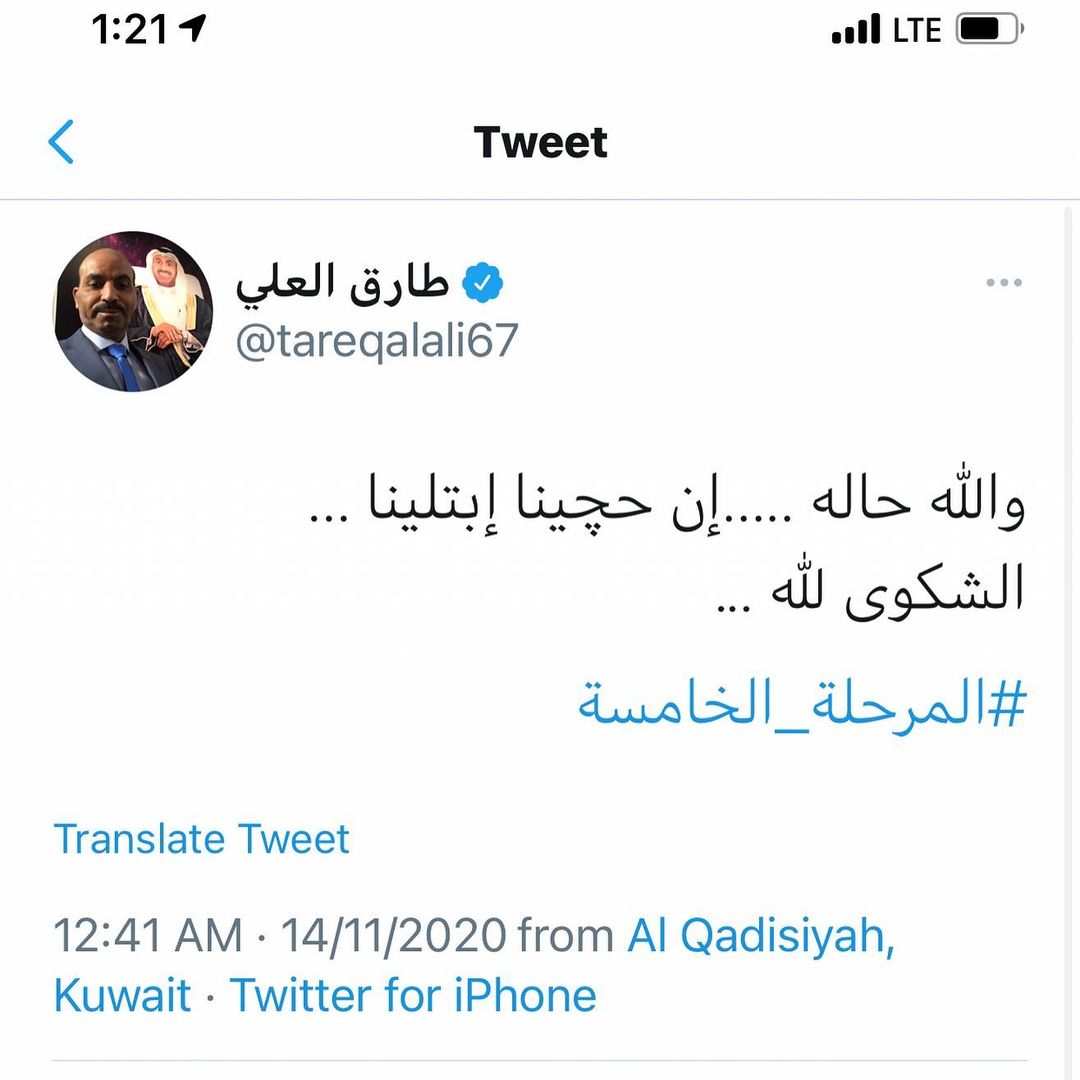 1:21
LTE
Tweet
طارق العلي
@tareqalali67
والله حاله .....إن حچينا إبتلينا ...
الشكوى لله ...
#المرحلة_الخامسة
Translate Tweet
12:41 AM · 14/11/2020 from Al Qadisiyah,
Kuwait · Twitter for iPhone